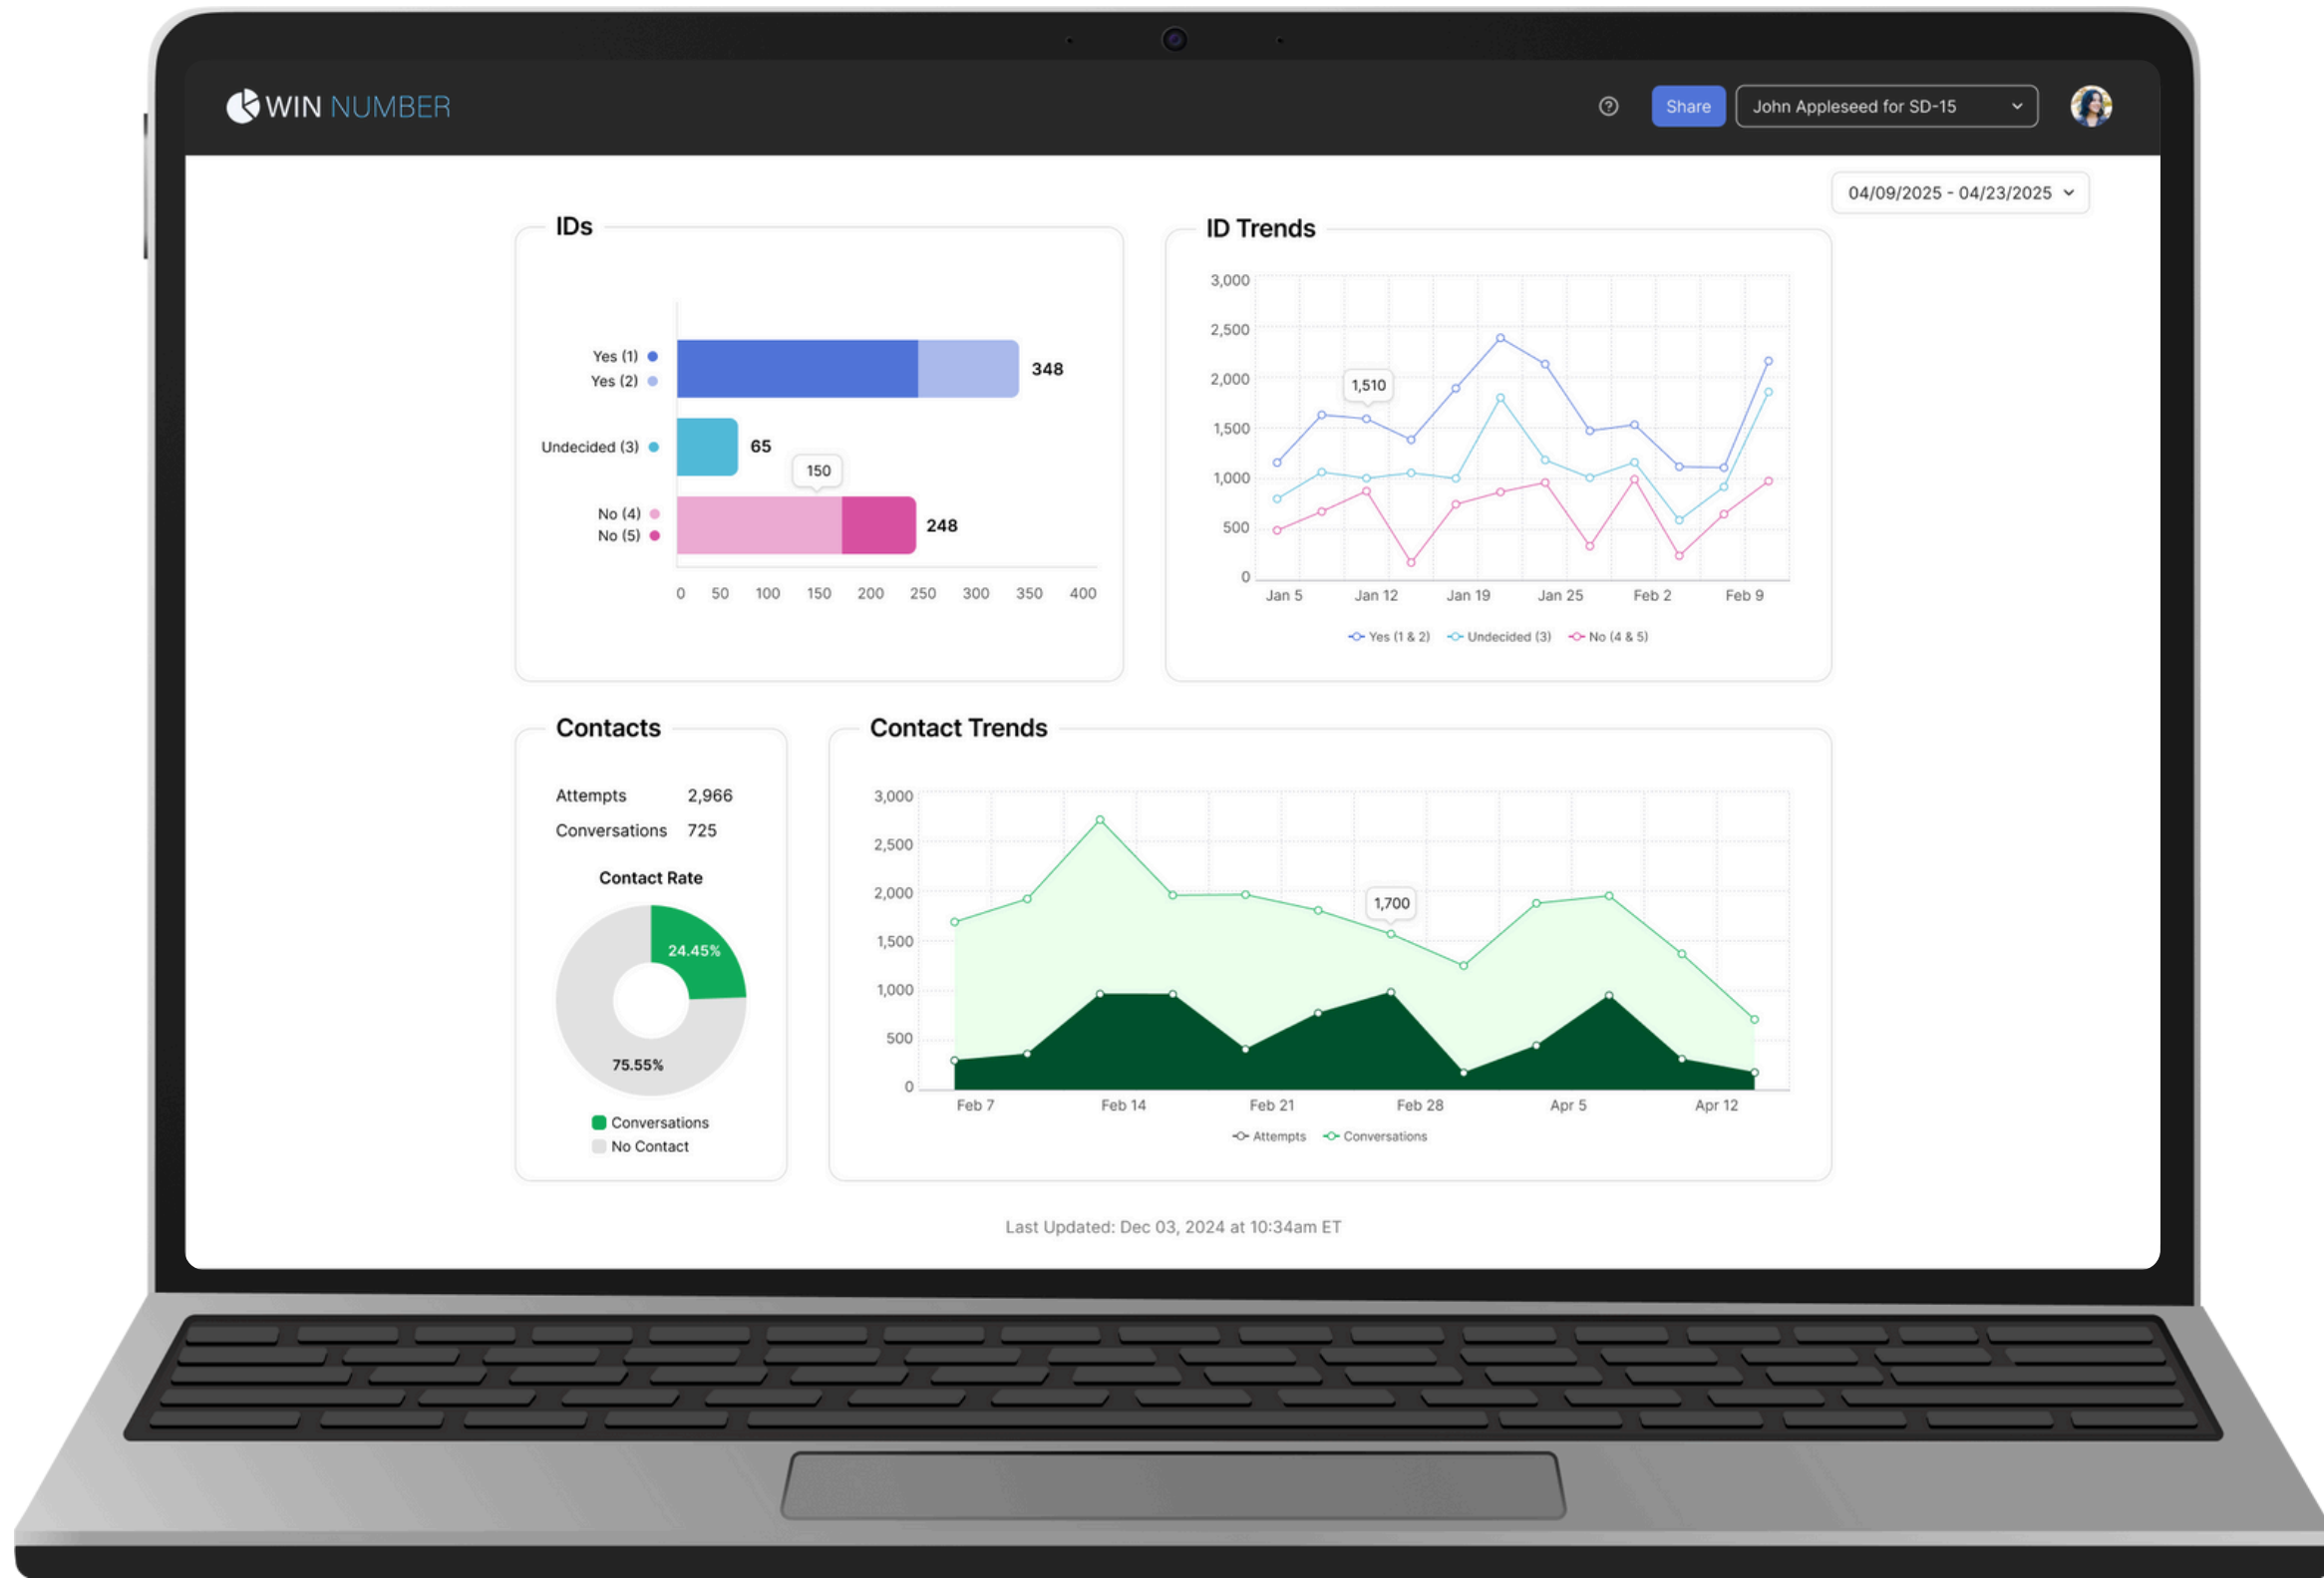 WIN NUMBER
?
Share
John Appleseed for SD-15
04/09/2025 - 04/23/2025
IDs
Yes (1)
Yes (2)
348
Undecided (3)
65
150
No (4)
No (5)
248
0 50 100 150 200 250 300 350 400
ID Trends
3,000
2,500
2,000
1,510
1,500
1,000
500
0
Jan 5 Jan 12 Jan 19 Jan 25 Feb 2 Feb 9
Yes (1 & 2) Undecided (3) No (4 & 5)
Contacts
Attempts 2,966
Conversations 725
Contact Rate
24.45%
75.55%
Conversations
No Contact
Contact Trends
3,000
2,500
2,000
1,700
1,500
1,000
500
0
Feb 7 Feb 14 Feb 21 Feb 28 Apr 5 Apr 12
Attempts Conversations
Last Updated: Dec 03, 2024 at 10:34am ET